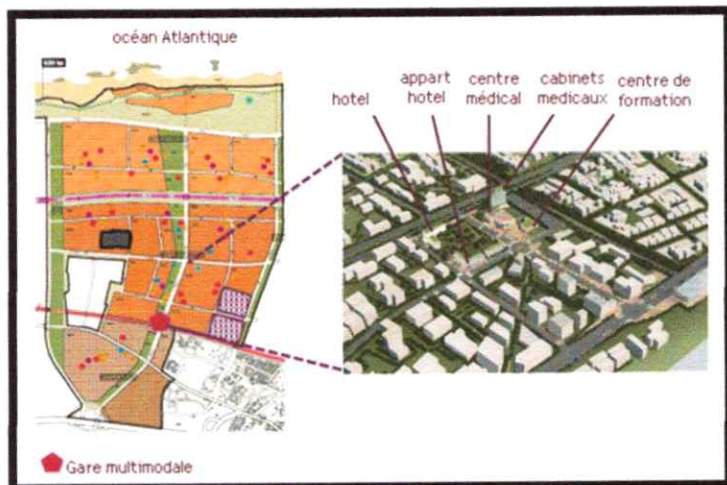 océan Atlantique
hotel
appart
hotel
centre
médical
cabinets
medicaux
centre de
formation
Gare multimodale